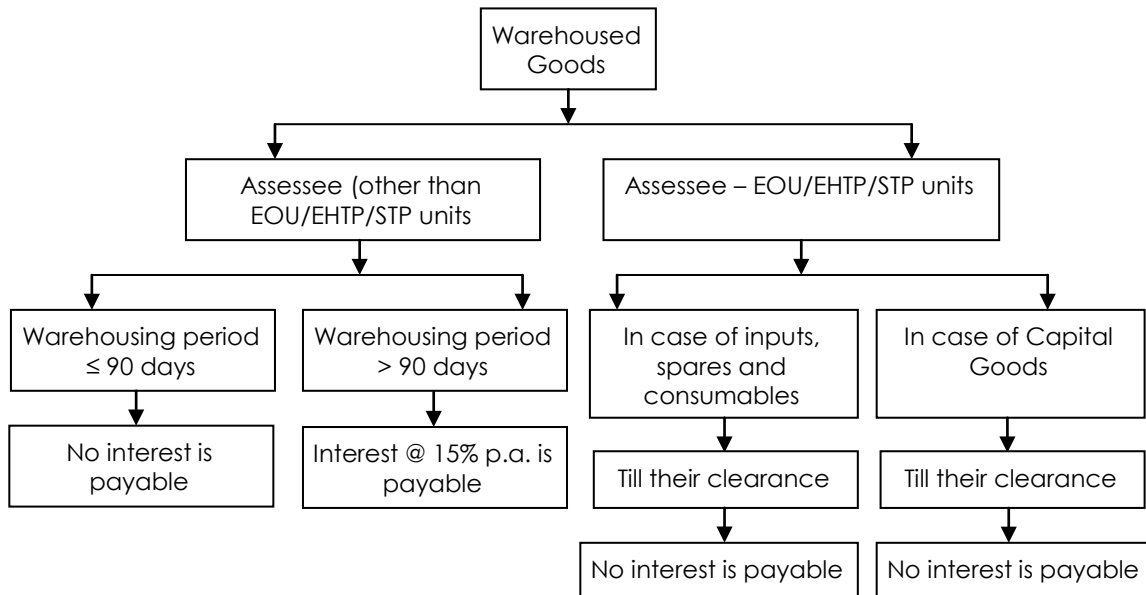 Warehoused
Goods
Assessee (other than
EOU/EHTP/STP units
Assessee – EOU/EHTP/STP units
Warehousing period
≤ 90 days
Warehousing period
> 90 days
In case of inputs,
spares and
consumables
In case of Capital
Goods
No interest is
payable
Interest @ 15% p.a. is
payable
Till their clearance
Till their clearance
No interest is payable
No interest is payable